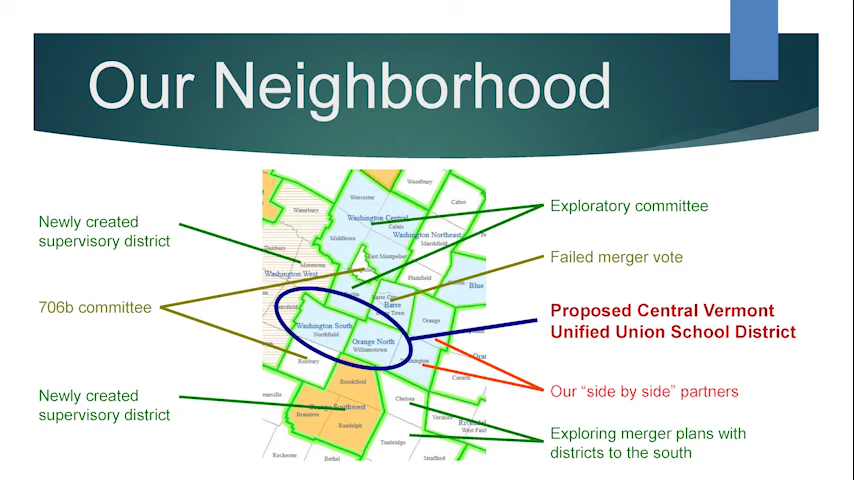 Our Neighborhood
Newly created
supervisory district
706b committee
Newly created
supervisory district
Woodbury
Worcester
Cabot
Waterbury
Washington Central
Calais
Washington Northeast
Middlesex
Marshfield
East Montpelier
Duxbury
Moretown
Washington West
Plainfield
Blue
Barre
Town
Orange
Washington South
Northfield
Orange North
Williamstown
Washington
Roxbury
Corinth
Brookfield
Chelsea
Orange Southwest
Braintree
Randolph
Vershire
West Fairl
Tunbridge
Rochester
Bethel
Strafford
Exploratory committee
Failed merger vote
Proposed Central Vermont
Unified Union School District
Our “side by side” partners
Exploring merger plans with
districts to the south